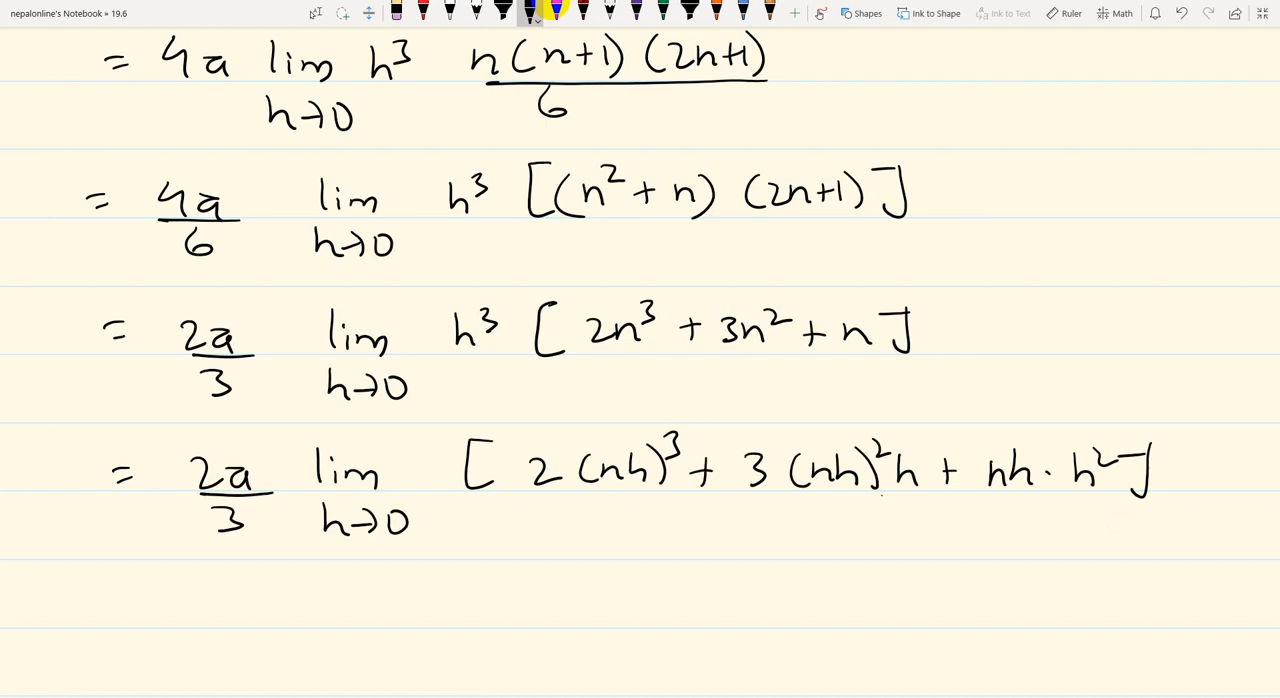 nepalonline's Notebook » 19.6
Shapes Ink to Shape Ink to Text Ruler Math
= 4a lim h→0 h³ n(n+1)(2n+1)/6
= 4a/6 lim h→0 h³ [(n² + n) (2n+1)]
= 2a/3 lim h→0 h³ [2n³ + 3n² + n]
= 2a/3 lim h→0 [2(nh)³ + 3(nh)²h + nh · h²]